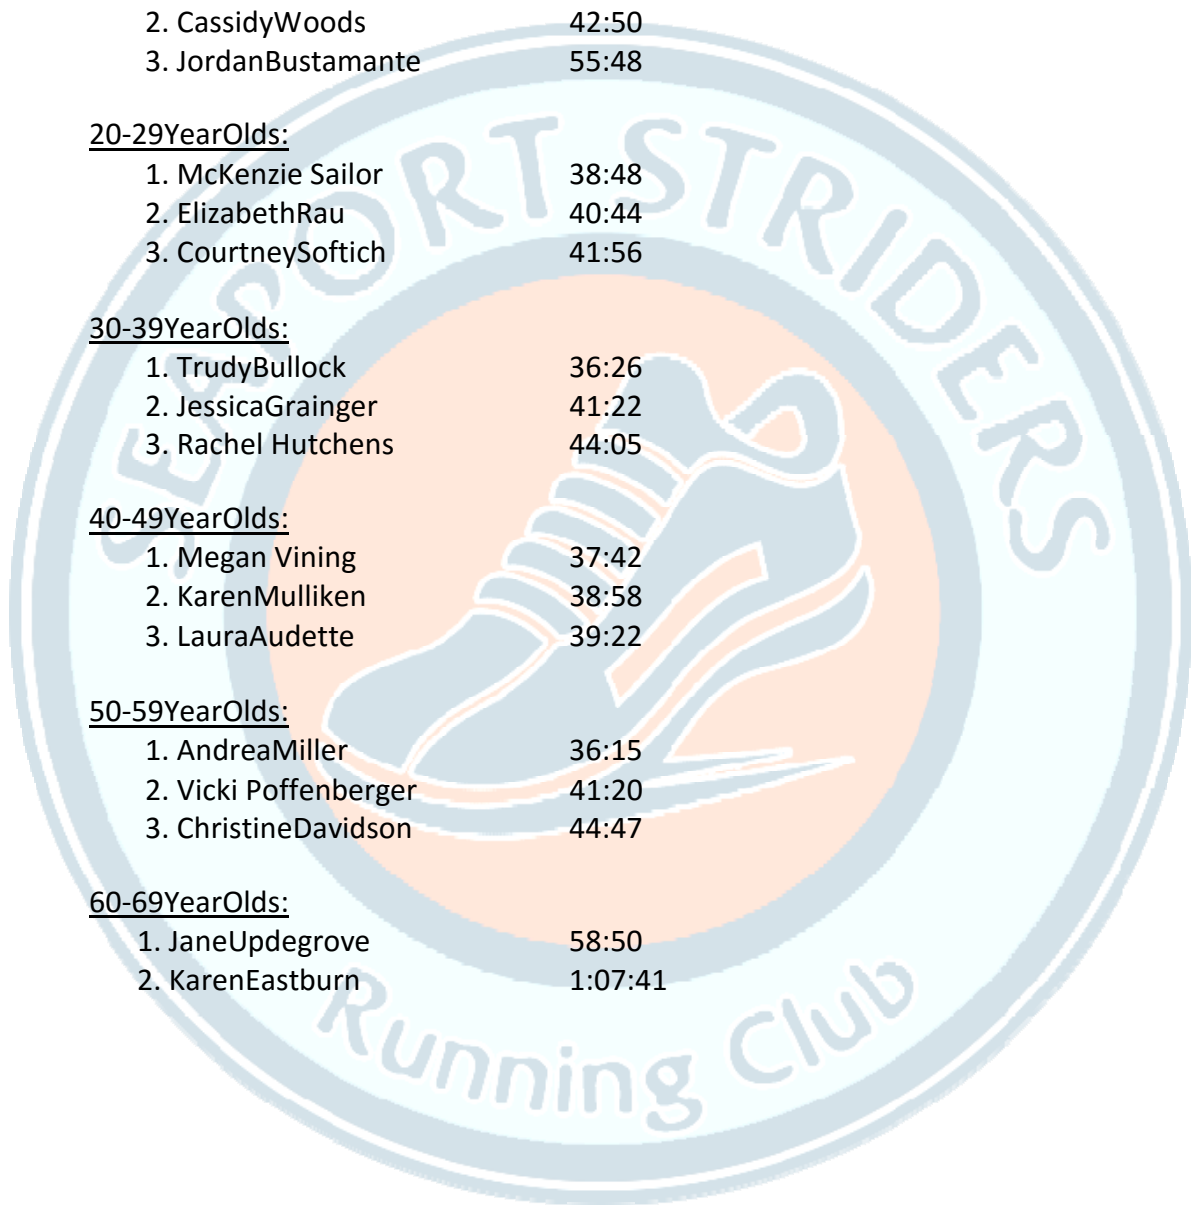 2. CassidyWoods 42:50
3. JordanBustamante 55:48
20-29YearOlds:
1. McKenzie Sailor 38:48
2. ElizabethRau 40:44
3. CourtneySoftich 41:56
30-39YearOlds:
1. TrudyBullock 36:26
2. JessicaGrainger 41:22
3. Rachel Hutchens 44:05
40-49YearOlds:
1. Megan Vining 37:42
2. KarenMulliken 38:58
3. LauraAudette 39:22
50-59YearOlds:
1. AndreaMiller 36:15
2. Vicki Poffenberger 41:20
3. ChristineDavidson 44:47
60-69YearOlds:
1. JaneUpdegrove 58:50
2. KarenEastburn 1:07:41
SEAPORT STRIDERS
Running Club